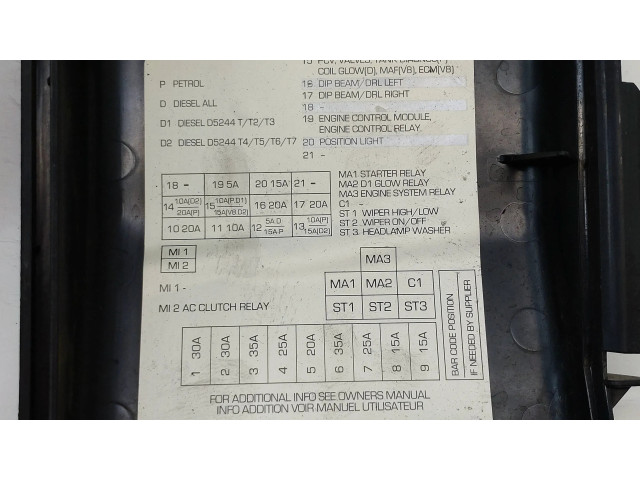 COIL GLOW(D), MAF(V8), ECM(V8)
P PETROL
16 DIP BEAM/DRL LEFT
17 DIP BEAM/DRL RIGHT
D DIESEL ALL
18 -
D1 DIESEL D5244 T/T2/T3
19 ENGINE CONTROL MODULE,
ENGINE CONTROL RELAY.
D2 DIESEL D5244 T4/T5/T6/T7
20 POSITION LIGHT
21 -
18 - 19 5A 20 15A 21 -
14 10A(D2) 20A(P) 15 10A(P,D1) 15A(V8,D2) 16 20A 17 20A
10 20A 11 10A 12 5A D 15A P 13 10A(P) 15A(D2)
MA1 STARTER RELAY
MA2 D1 GLOW RELAY
MA3 ENGINE SYSTEM RELAY
C1 -
ST 1 WIPER HIGH/LOW
ST 2 WIPER ON/OFF
ST 3 HEADLAMP WASHER
MI 1
MI 2
MI 1 -
MI 2 AC CLUTCH RELAY
MA3
MA1 MA2 C1
ST1 ST2 ST3
1 30A
2 30A
3 35A
4 25A
5 20A
6 35A
7 25A
8 15A
9 15A
BAR CODE POSITION
IF NEEDED BY SUPPLIER
FOR ADDITIONAL INFO SEE OWNERS MANUAL
INFO ADDITION VOIR MANUEL UTILISATEUR